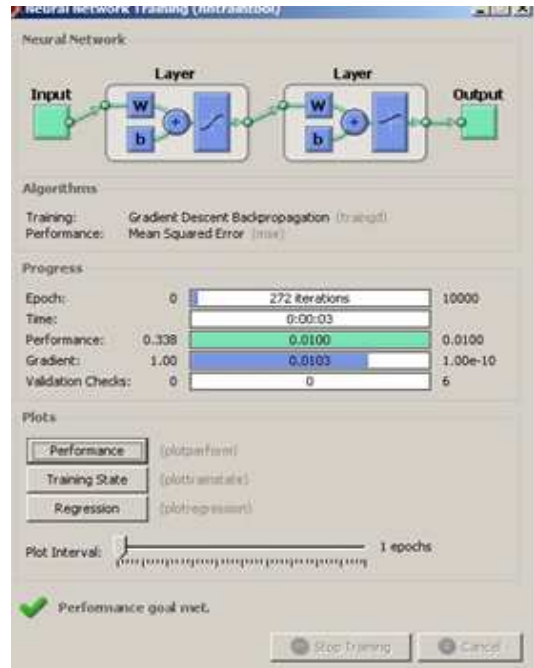 Neural Network Training (nntraintool)
Neural Network
Layer Layer
Input Output
W W
b b
Algorithms
Training: Gradient Descent Backpropagation (traingd)
Performance: Mean Squared Error (mse)
Progress
Epoch: 0 272 iterations 10000
Time: 0:00:03
Performance: 0.338 0.0100 0.0100
Gradient: 1.00 0.0103 1.00e-10
Validation Checks: 0 0 6
Plots
Performance (plotperform)
Training State (plottrainstate)
Regression (plotregression)
Plot Interval: 1 epochs
Performance goal met.
Stop Training Cancel